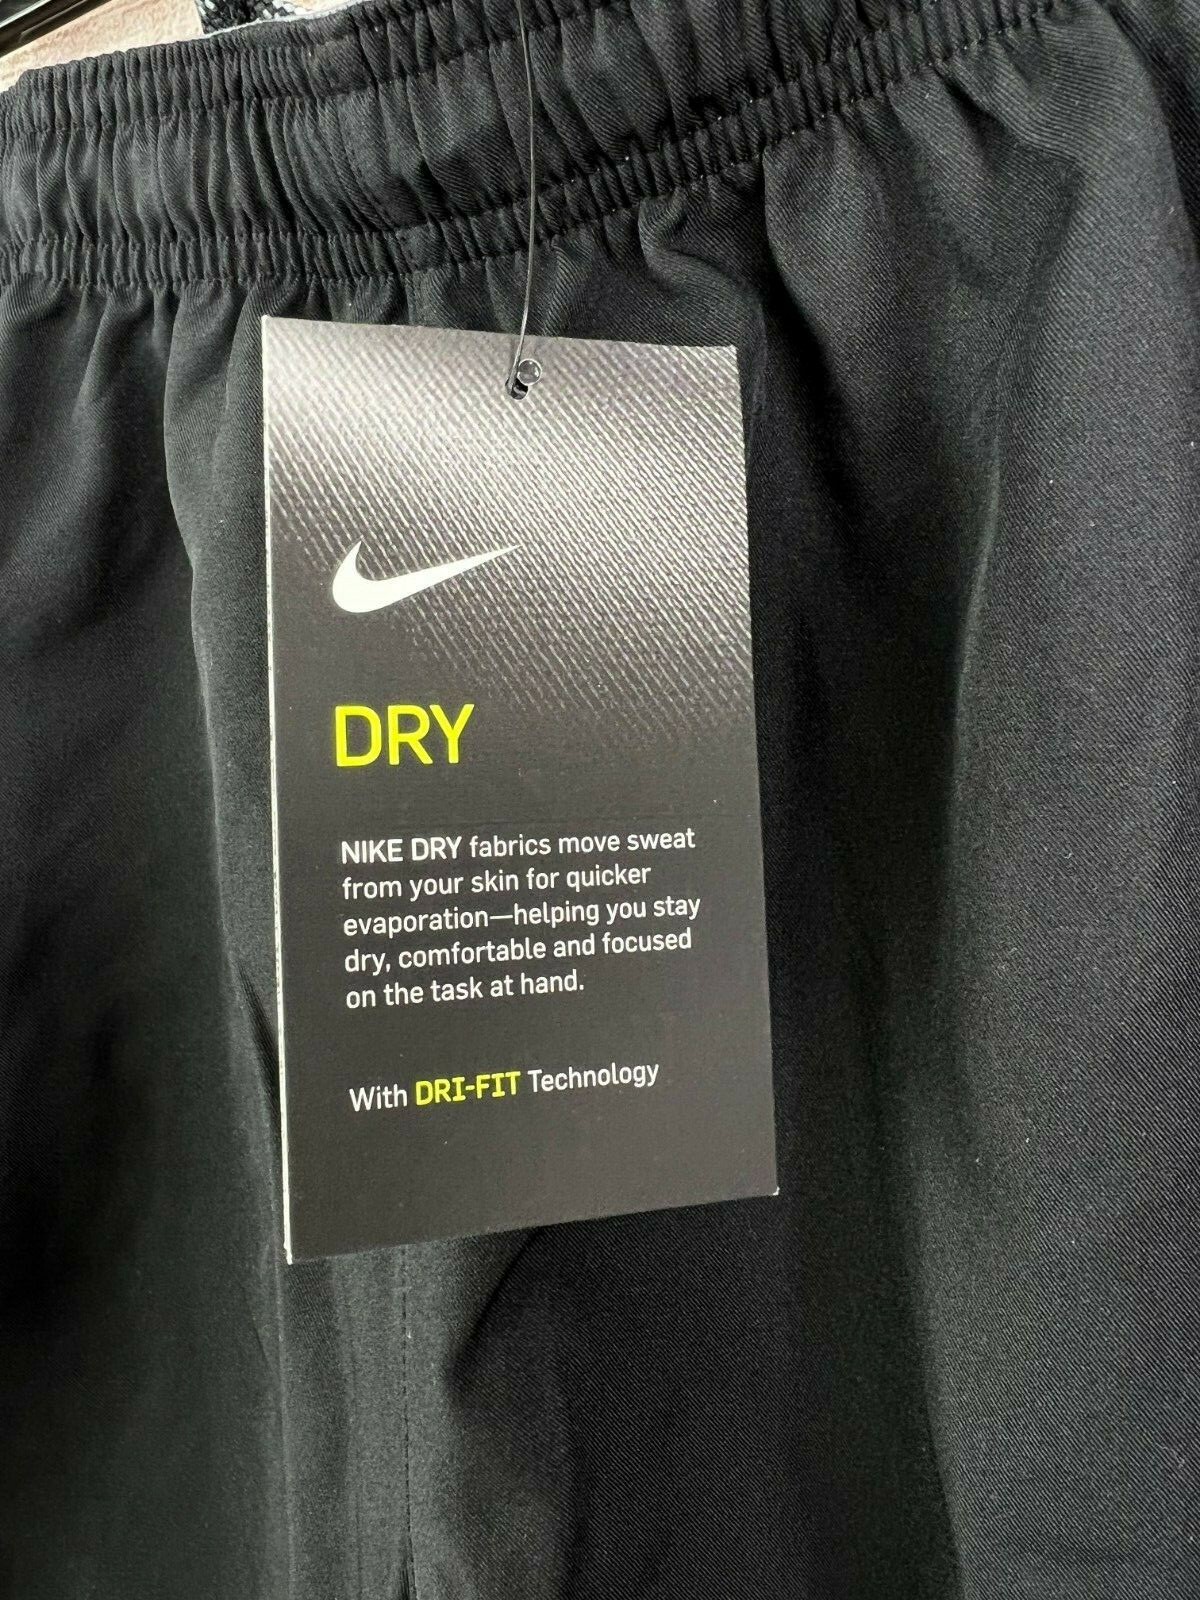 DRY
NIKE DRY fabrics move sweat
from your skin for quicker
evaporation—helping you stay
dry, comfortable and focused
on the task at hand.
With DRI-FIT Technology